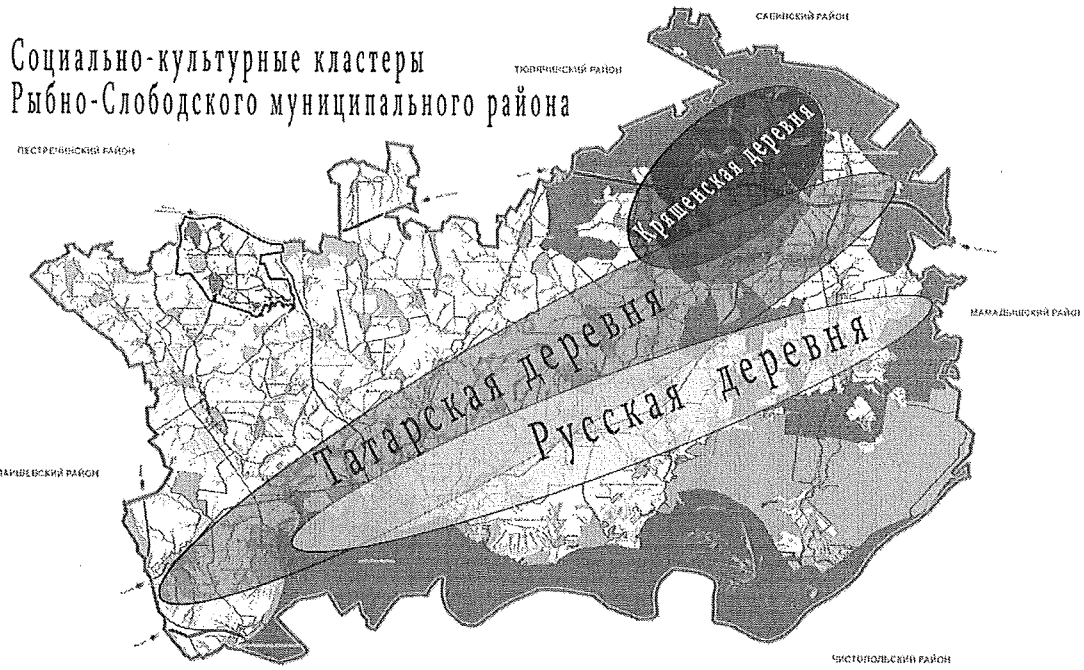 Социально-культурные кластеры
Рыбно-Слободского муниципального района
САБИНСКИЙ РАЙОН
ТЮЛЯЧИНСКИЙ РАЙОН
ПЕСТРЕЧИНСКИЙ РАЙОН
Кряшенская деревня
МАМАДЫШСКИЙ РАЙОН
Татарская деревня
Русская деревня
ЛАИШЕВСКИЙ РАЙОН
ЧИСТОПОЛЬСКИЙ РАЙОН